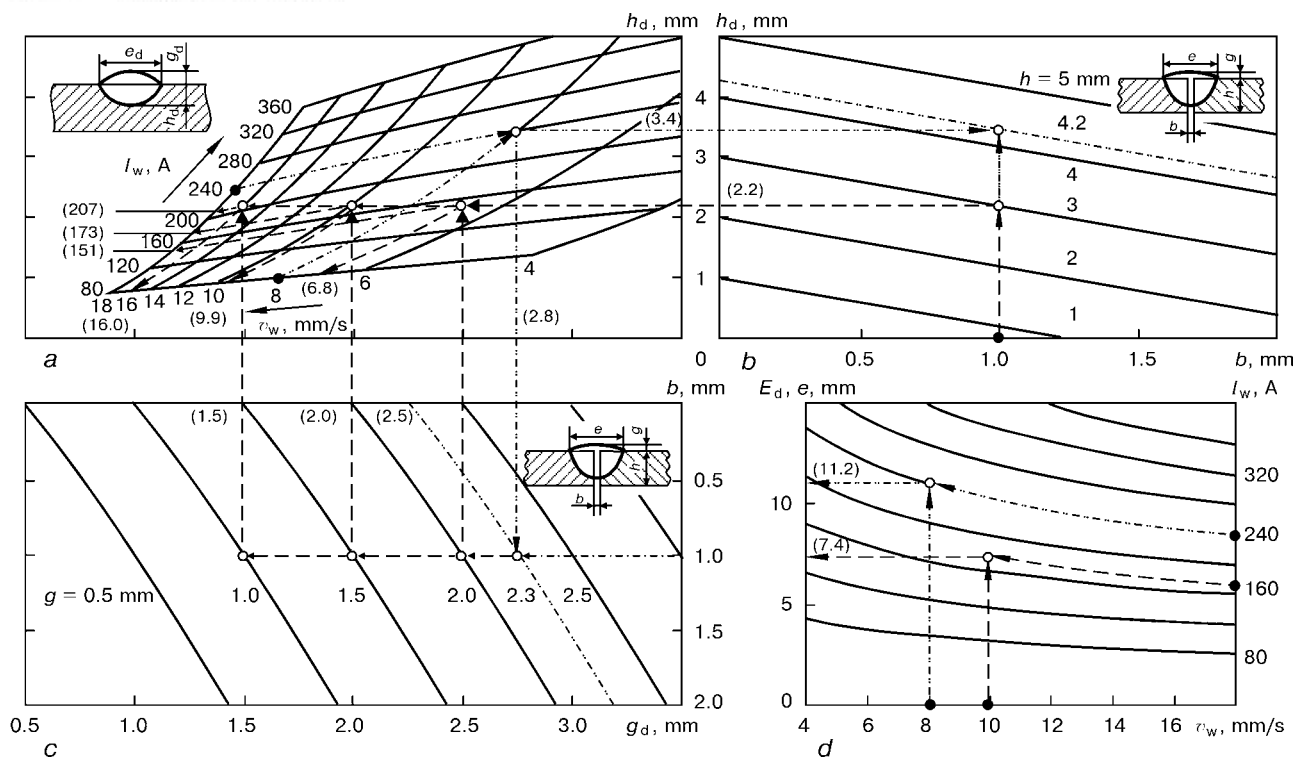 h_d, mm
h_d, mm
e_d
g_d
h_d
I_w, A
360
320
280
240
200
160
120
80
(207)
(173)
(151)
18 16 14 12 10 8 6 4
(16.0) (9.9) (6.8)
v_w, mm/s
(2.8)
(3.4)
(2.2)
a
4
3
2
1
0
e
g
h
b
h = 5 mm
4.2
4
3
2
1
0.5 1.0 1.5 b, mm
b
b, mm
(1.5) (2.0) (2.5)
e
g
h
b
0.5
1.0
1.5
2.0
g = 0.5 mm 1.0 1.5 2.0 2.3 2.5
0.5 1.0 1.5 2.0 2.5 3.0 g_d, mm
c
E_d, e, mm
I_w, A
10
5
0
(11.2)
(7.4)
320
240
160
80
4 6 8 10 12 14 16 v_w, mm/s
d